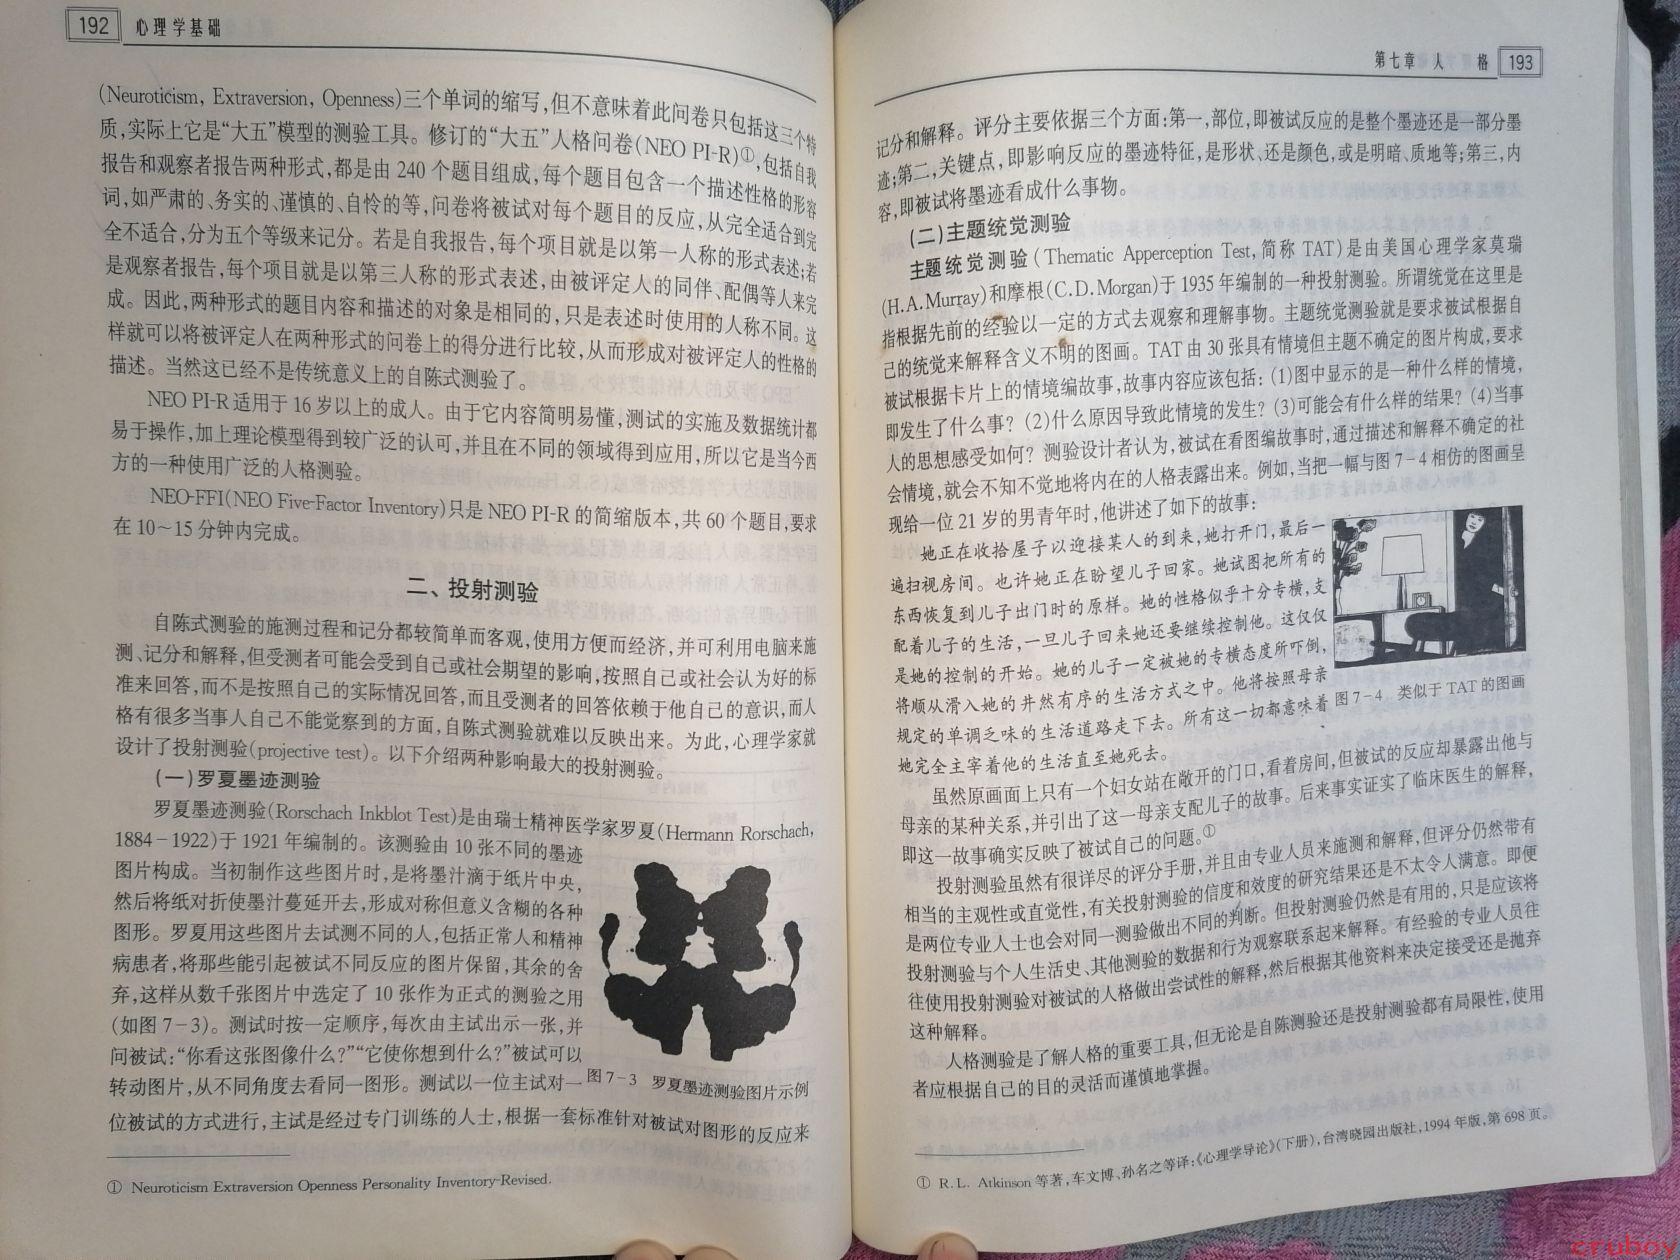 192 心理学基础
(Neuroticism, Extraversion, Openness)三个单词的缩写,但不意味着此问卷只包括这三个特
质,实际上它是“大五”模型的测验工具。修订的“大五”人格问卷(NEO PI-R)①,包括自我
报告和观察者报告两种形式,都是由 240 个题目组成,每个题目包含一个描述性格的形容
词,如严肃的、务实的、谨慎的、自怜的等,问卷将被试对每个题目的反应,从完全适合到完
全不适合,分为五个等级来记分。若是自我报告,每个项目就是以第一人称的形式表述;若
是观察者报告,每个项目就是以第三人称的形式表述,由被评定人的同伴、配偶等人来完
成。因此,两种形式的题目内容和描述的对象是相同的,只是表述时使用的人称不同。这
样就可以将被评定人在两种形式的问卷上的得分进行比较,从而形成对被评定人的性格的
描述。当然这已经不是传统意义上的自陈式测验了。
NEO PI-R 适用于 16 岁以上的成人。由于它内容简明易懂,测试的实施及数据统计都
易于操作,加上理论模型得到较广泛的认可,并且在不同的领域得到应用,所以它是当今西
方的一种使用广泛的人格测验。
NEO-FFI(NEO Five-Factor Inventory)只是 NEO PI-R 的简缩版本,共 60 个题目,要求
在 10~15 分钟内完成。
二、投射测验
自陈式测验的施测过程和记分都较简单而客观,使用方便而经济,并可利用电脑来施
测、记分和解释,但受测者可能会受到自己或社会期望的影响,按照自己或社会认为好的标
准来回答,而不是按照自己的实际情况回答,而且受测者的回答依赖于他自己的意识,而人
格有很多当事人自己不能觉察到的方面,自陈式测验就难以反映出来。为此,心理学家就
设计了投射测验(projective test)。以下介绍两种影响最大的投射测验。
(一)罗夏墨迹测验
罗夏墨迹测验(Rorschach Inkblot Test)是由瑞士精神医学家罗夏(Hermann Rorschach,
1884－1922)于 1921 年编制的。该测验由 10 张不同的墨迹
图片构成。当初制作这些图片时,是将墨汁滴于纸片中央,
然后将纸对折使墨汁蔓延开去,形成对称但意义含糊的各种
图形。罗夏用这些图片去试测不同的人,包括正常人和精神
病患者,将那些能引起被试不同反应的图片保留,其余的舍
弃,这样从数千张图片中选定了 10 张作为正式的测验之用
(如图 7－3)。测试时按一定顺序,每次由主试出示一张,并
问被试:“你看这张图像什么?”“它使你想到什么?”被试可以
转动图片,从不同角度去看同一图形。测试以一位主试对一
图 7－3 罗夏墨迹测验图片示例
位被试的方式进行,主试是经过专门训练的人士,根据一套标准针对被试对图形的反应来
① Neuroticism Extraversion Openness Personality Inventory-Revised.
第七章 人 格 193
记分和解释。评分主要依据三个方面:第一,部位,即被试反应的是整个墨迹还是一部分墨
迹;第二,关键点,即影响反应的墨迹特征,是形状、还是颜色,或是明暗、质地等;第三,内
容,即被试将墨迹看成什么事物。
(二)主题统觉测验
主题统觉测验(Thematic Apperception Test,简称 TAT)是由美国心理学家莫瑞
(H.A.Murray)和摩根(C.D.Morgan)于 1935 年编制的一种投射测验。所谓统觉在这里是
指根据先前的经验以一定的方式去观察和理解事物。主题统觉测验就是要求被试根据自
己的统觉来解释含义不明的图画。TAT 由 30 张具有情境但主题不确定的图片构成,要求
被试根据卡片上的情境编故事,故事内容应该包括:(1)图中显示的是一种什么样的情境,
即发生了什么事? (2)什么原因导致此情境的发生? (3)可能会有什么样的结果? (4)当事
人的思想感受如何? 测验设计者认为,被试在看图编故事时,通过描述和解释不确定的社
会情境,就会不知不觉地将内在的人格表露出来。例如,当把一幅与图 7－4 相仿的图画呈
现给一位 21 岁的男青年时,他讲述了如下的故事:
她正在收拾屋子以迎接某人的到来,她打开门,最后一
遍扫视房间。也许她正在盼望儿子回家。她试图把所有的
东西恢复到儿子出门时的原样。她的性格似乎十分专横,支
配着儿子的生活,一旦儿子回来她还要继续控制他。这仅仅
是她的控制的开始。她的儿子一定被她的专横态度所吓倒,
将顺从滑入她的井然有序的生活方式之中。他将按照母亲
规定的单调乏味的生活道路走下去。所有这一切都意味着
图 7－4 类似于 TAT 的图画
她完全主宰着他的生活直至她死去。
虽然原画面上只有一个妇女站在敞开的门口,看着房间,但被试的反应却暴露出他与
母亲的某种关系,并引出了这一母亲支配儿子的故事。后来事实证实了临床医生的解释,
即这一故事确实反映了被试自己的问题。①
投射测验虽然有很详尽的评分手册,并且由专业人员来施测和解释,但评分仍然带有
相当的主观性或直觉性,有关投射测验的信度和效度的研究结果还是不太令人满意。即便
是两位专业人士也会对同一测验做出不同的判断。但投射测验仍然是有用的,只是应该将
投射测验与个人生活史、其他测验的数据和行为观察联系起来解释。有经验的专业人员往
往使用投射测验对被试的人格做出尝试性的解释,然后根据其他资料来决定接受还是抛弃
这种解释。
人格测验是了解人格的重要工具,但无论是自陈测验还是投射测验都有局限性,使用
者应根据自己的目的灵活而谨慎地掌握。
① R.L. Atkinson 等著,车文博、孙名之等译:《心理学导论》(下册),台湾晓园出版社,1994 年版,第 698 页。
cruboy